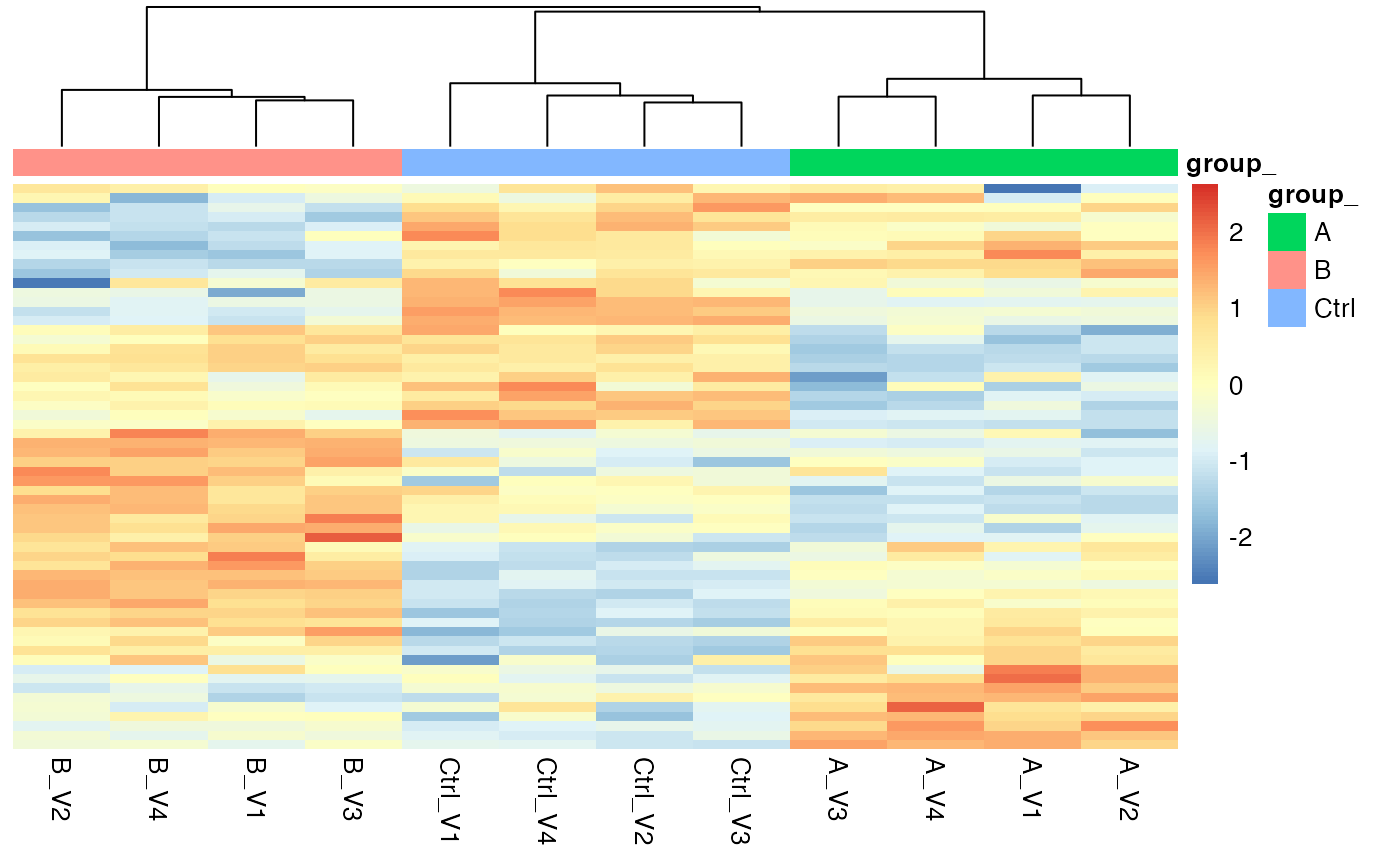 group_
group_
A
B
Ctrl
2
1
0
-1
-2
B_V2
B_V4
B_V1
B_V3
Ctrl_V1
Ctrl_V4
Ctrl_V2
Ctrl_V3
A_V3
A_V4
A_V1
A_V2